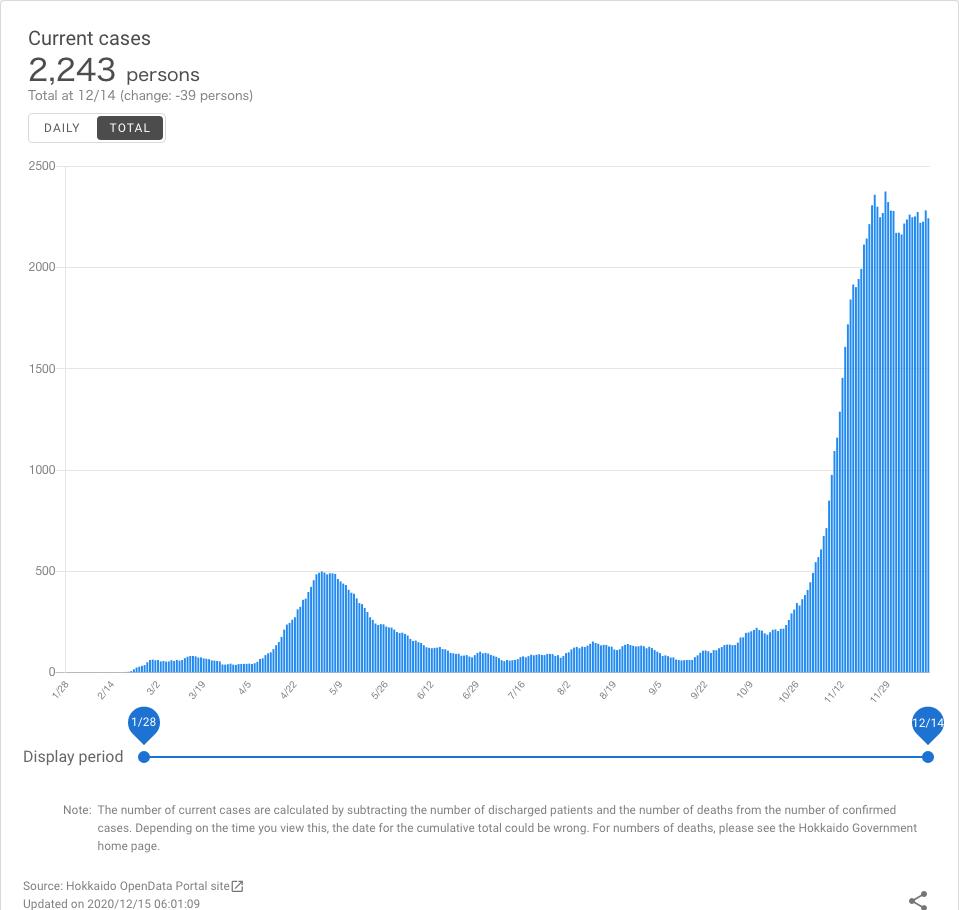 Current cases
2,243 persons
Total at 12/14 (change: -39 persons)
DAILY TOTAL
2500
2000
1500
1000
500
0
1/28 2/14 3/2 3/19 4/5 4/22 5/9 5/26 6/12 6/29 7/16 8/2 8/19 9/5 9/22 10/9 10/26 11/12 11/29
1/28 12/14
Display period
Note: The number of current cases are calculated by subtracting the number of discharged patients and the number of deaths from the number of confirmed
cases. Depending on the time you view this, the date for the cumulative total could be wrong. For numbers of deaths, please see the Hokkaido Government
home page.
Source: Hokkaido OpenData Portal site
Updated on 2020/12/15 06:01:09